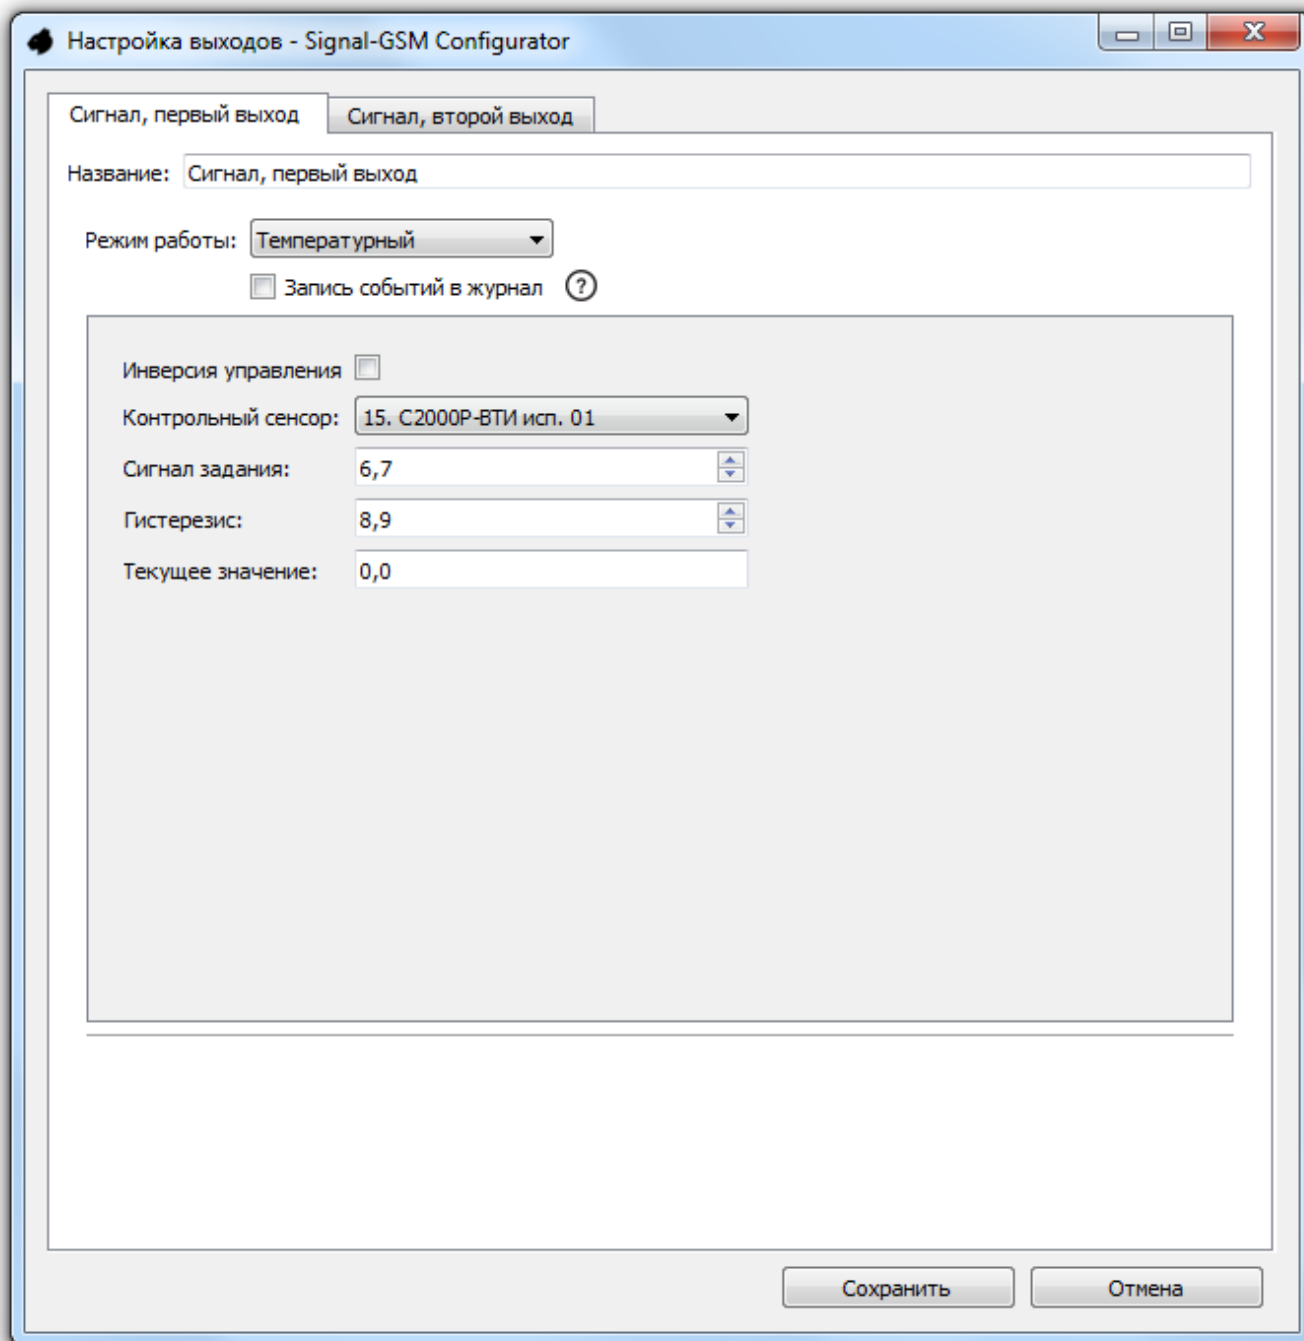 Настройка выходов - Signal-GSM Configurator
Сигнал, первый выход
Сигнал, второй выход
Название: Сигнал, первый выход
Режим работы: Температурный
Запись событий в журнал ?
Инверсия управления
Контрольный сенсор: 15. С2000Р-ВТИ исп. 01
Сигнал задания: 6,7
Гистерезис: 8,9
Текущее значение: 0,0
Сохранить Отмена